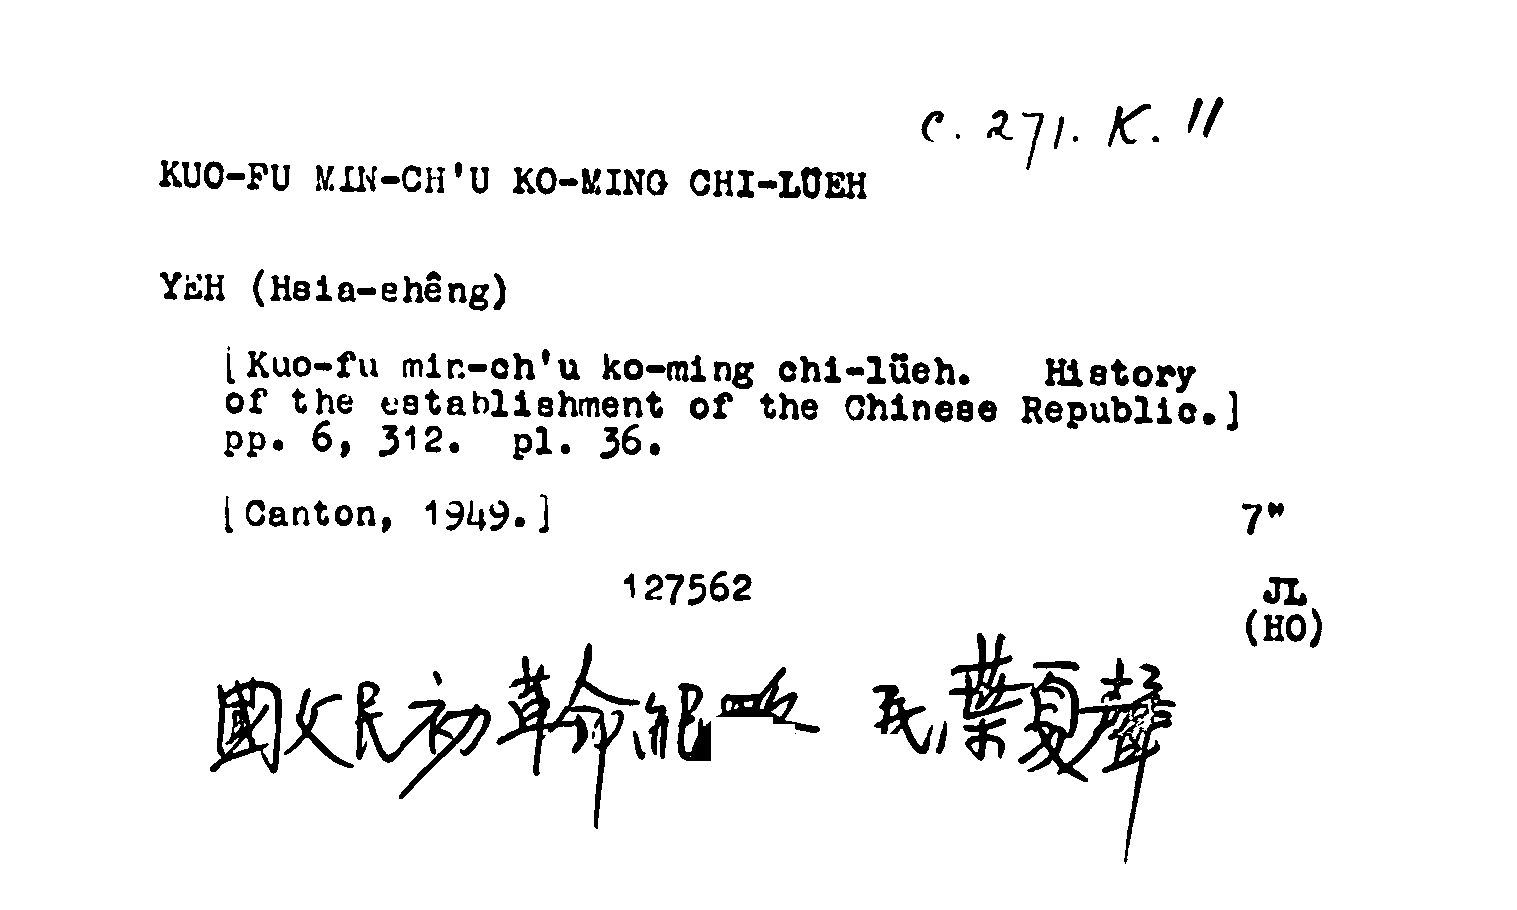 C. 271. K. 11
KUO-FU MIN-CH'U KO-MING CHI-LÜEH
YEH (Hsia-shêng)
[Kuo-fu min-ch'u ko-ming chi-lüeh. History
of the establishment of the Chinese Republic.]
pp. 6, 312. pl. 36.
[Canton, 1949.] 7"
127562 JL
(HO)
國父民初革命紀 葉夏聲